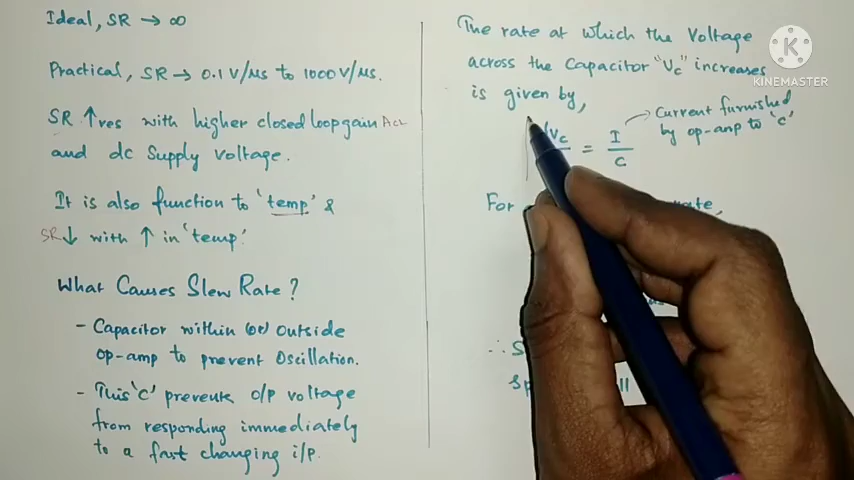 Ideal, SR → ∞
Practical, SR → 0.1 V/μs to 1000 V/μs.
SR ↑res with higher closed loop gain ACL
and dc Supply voltage.
It is also function to 'temp' &
SR ↓ with ↑ in 'temp'.
What Causes Slew Rate?
- Capacitor within (or) outside
op-amp to prevent Oscillation.
- This 'C' prevents O/P voltage
from responding immediately
to a fast changing i/p.
The rate at which the Voltage
across the Capacitor "Vc" increases
is given by,
dVc = I
C
Current furnished
by op-amp to 'C'
For rate,
∴ S
KINEMASTER